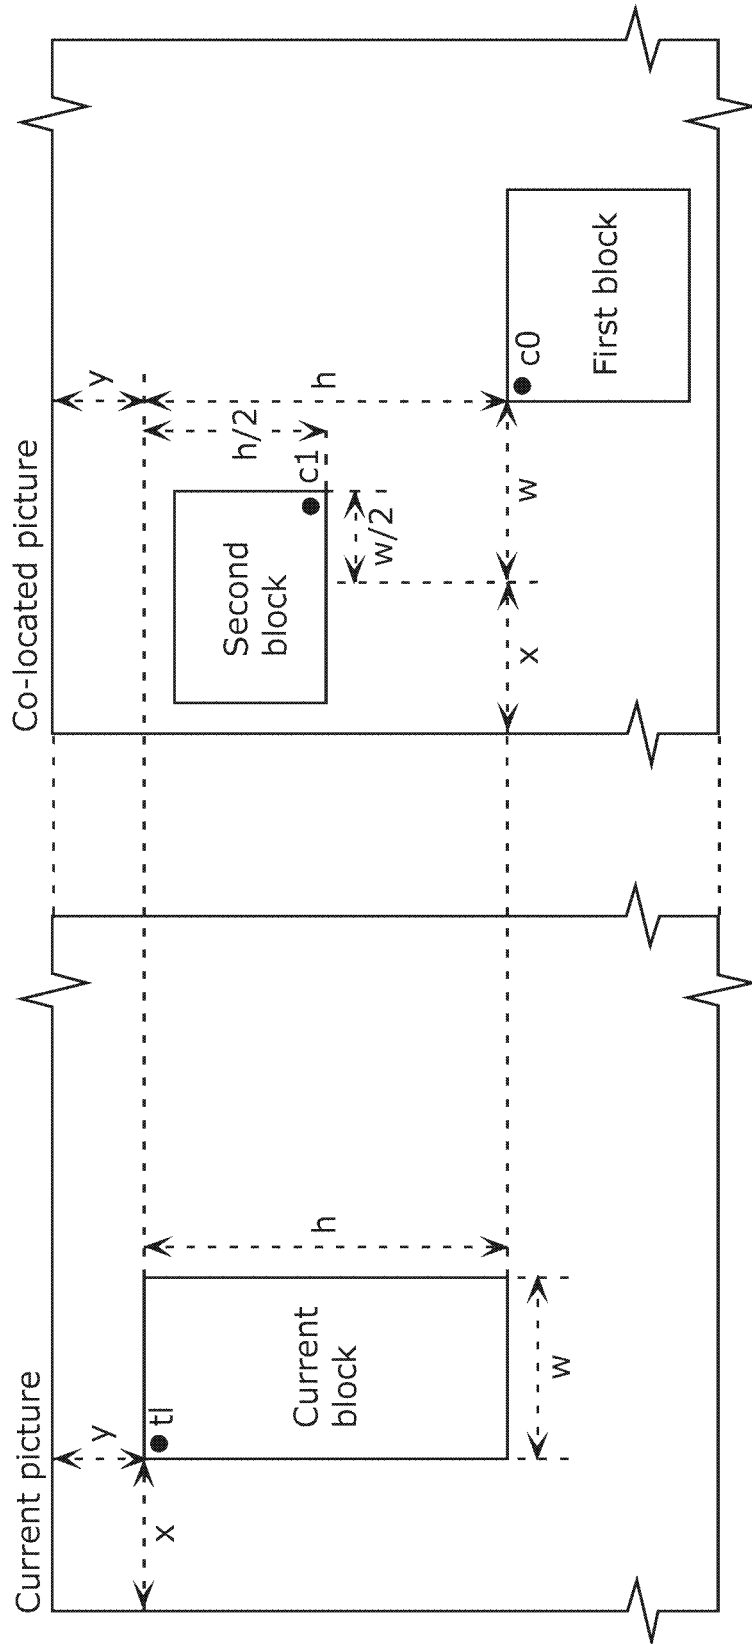 Current picture
y
x
tl
Current
block
h
w
Co-located picture
y
h/2
h
Second
block
c1
w/2
x
w
c0
First block